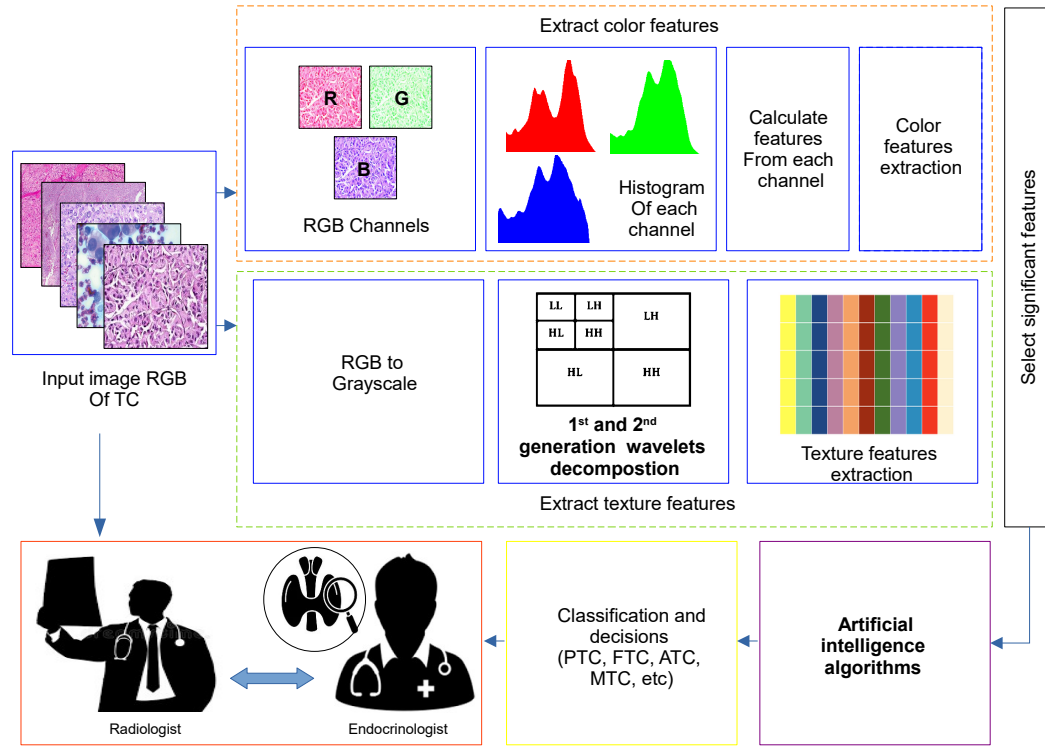 Extract color features
R
G
B
RGB Channels
Histogram
Of each
channel
Calculate
features
From each
channel
Color
features
extraction
Select significant features
Input image RGB
Of TC
RGB to
Grayscale
LL LH
HL HH
LH
HL HH
1st and 2nd
generation wavelets
decompostion
Texture features
extraction
Extract texture features
Radiologist
Endocrinologist
Classification and
decisions
(PTC, FTC, ATC,
MTC, etc)
Artificial
intelligence
algorithms